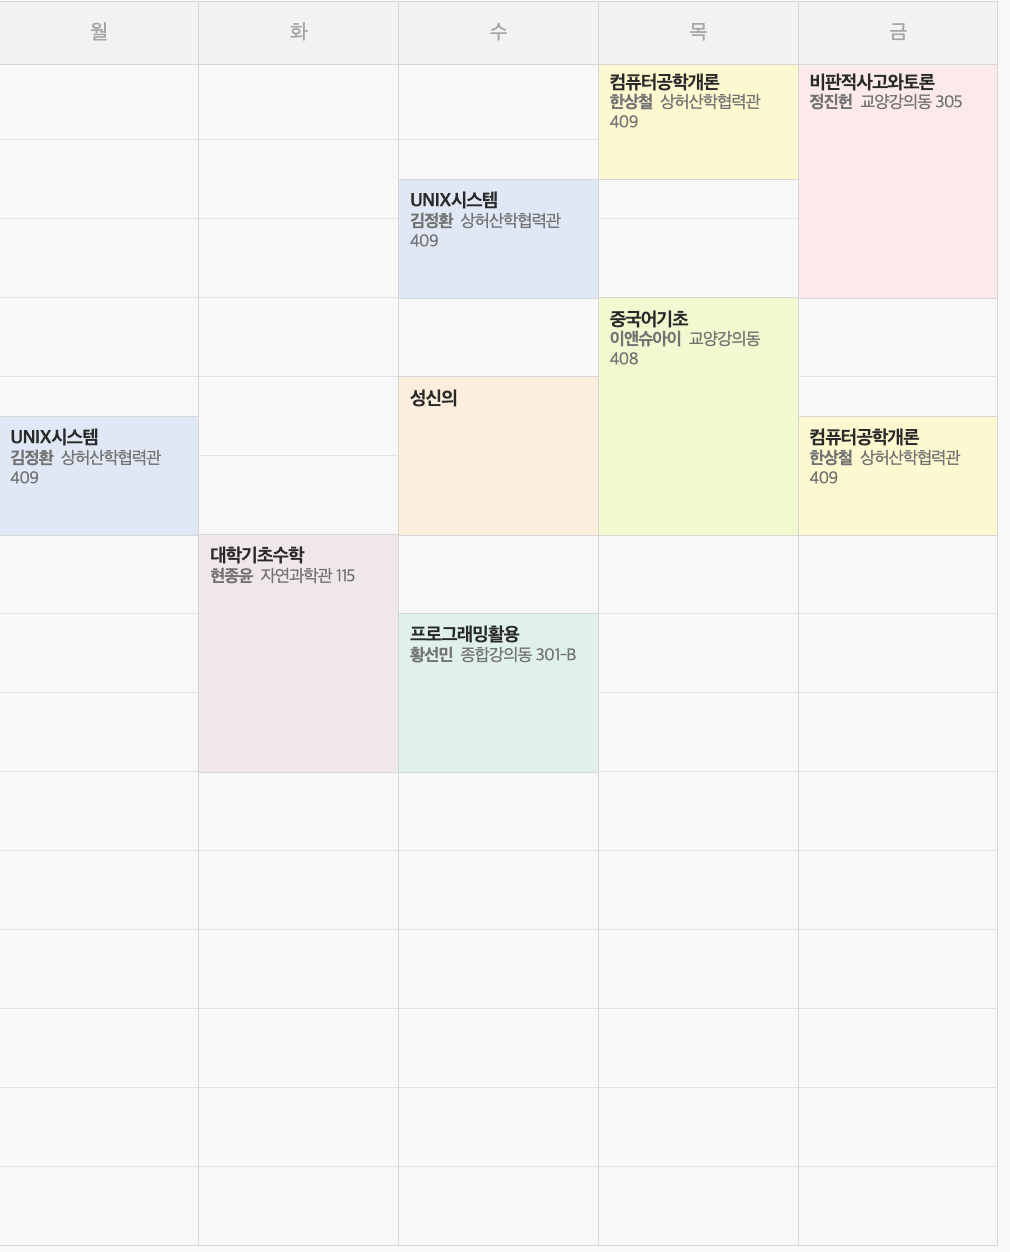 월 화 수 목 금
컴퓨터공학개론
한상철 상허산학협력관
409
비판적사고와토론
정진헌 교양강의동 305
UNIX시스템
김정환 상허산학협력관
409
중국어기초
이앤슈아이 교양강의동
408
성신의
UNIX시스템
김정환 상허산학협력관
409
컴퓨터공학개론
한상철 상허산학협력관
409
대학기초수학
현종윤 자연과학관 115
프로그래밍활용
황선민 종합강의동 301-B